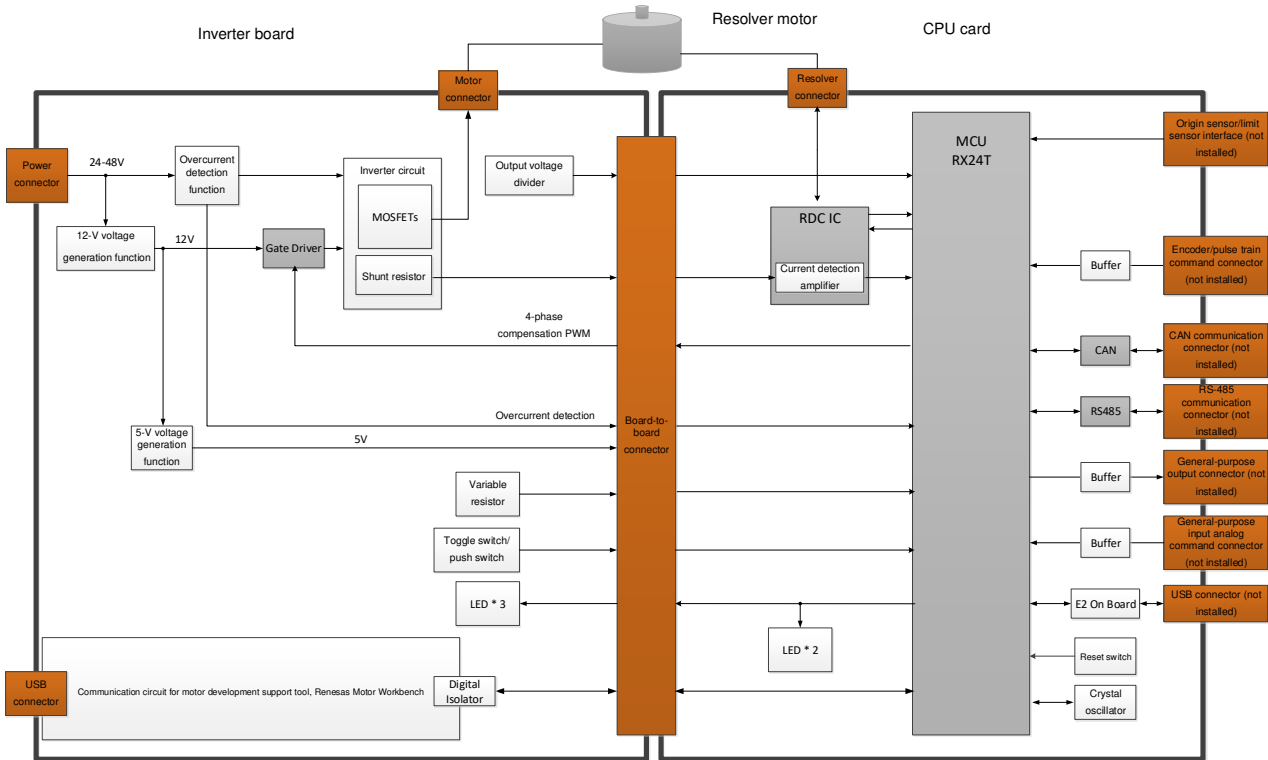 Inverter board
Resolver motor
CPU card
Motor
connector
Resolver
connector
Power
connector
24-48V
Overcurrent
detection
function
Inverter circuit
MOSFETs
Shunt resistor
Output voltage
divider
12-V voltage
generation function
12V
Gate Driver
4-phase
compensation PWM
Overcurrent detection
5-V voltage
generation
function
5V
Board-to-
board
connector
Variable
resistor
Toggle switch/
push switch
LED * 3
USB
connector
Communication circuit for motor development support tool, Renesas Motor Workbench
Digital
Isolator
RDC IC
Current detection
amplifier
LED * 2
MCU
RX24T
Origin sensor/limit
sensor interface (not
installed)
Buffer
Encoder/pulse train
command connector
(not installed)
CAN
CAN communication
connector (not
installed)
RS485
RS-485
communication
connector (not
installed)
Buffer
General-purpose
output connector (not
installed)
Buffer
General-purpose
input analog
command connector
(not installed)
E2 On Board
USB connector (not
installed)
Reset switch
Crystal
oscillator